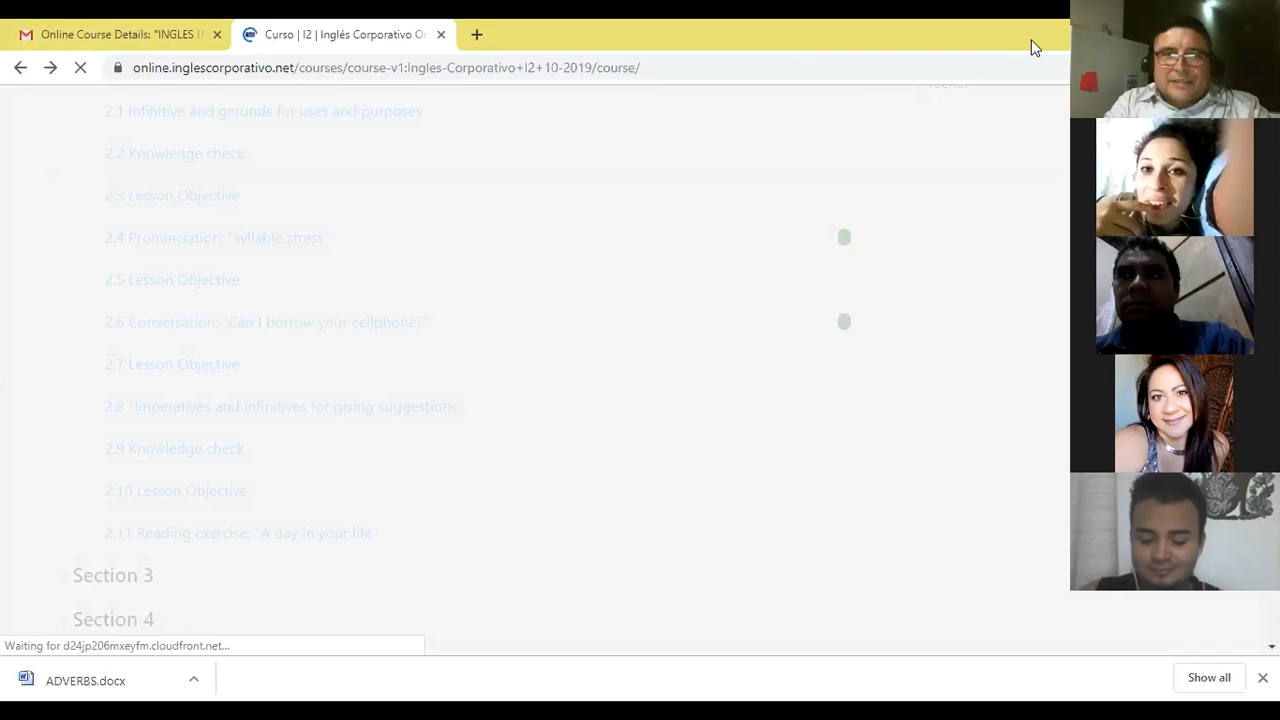 Online Course Details: "INGLES I
Curso | I2 | Inglés Corporativo On
online.inglescorporativo.net/courses/course-v1:Ingles-Corporativo+I2+10-2019/course/
2.1 Infinitive and gerunds for uses and purposes
2.2 Knowledge check
2.3 Lesson Objective
2.4 Pronunciation: "syllable stress"
2.5 Lesson Objective
2.6 Conversation: "Can I borrow your cellphone?"
2.7 Lesson Objective
2.8 "Imperatives and infinitives for giving suggestions"
2.9 Knowledge check
2.10 Lesson Objective
2.11 Reading exercise: "A day in your life"
Section 3
Section 4
Waiting for d24jp206mxeyfm.cloudfront.net...
ADVERBS.docx
Show all